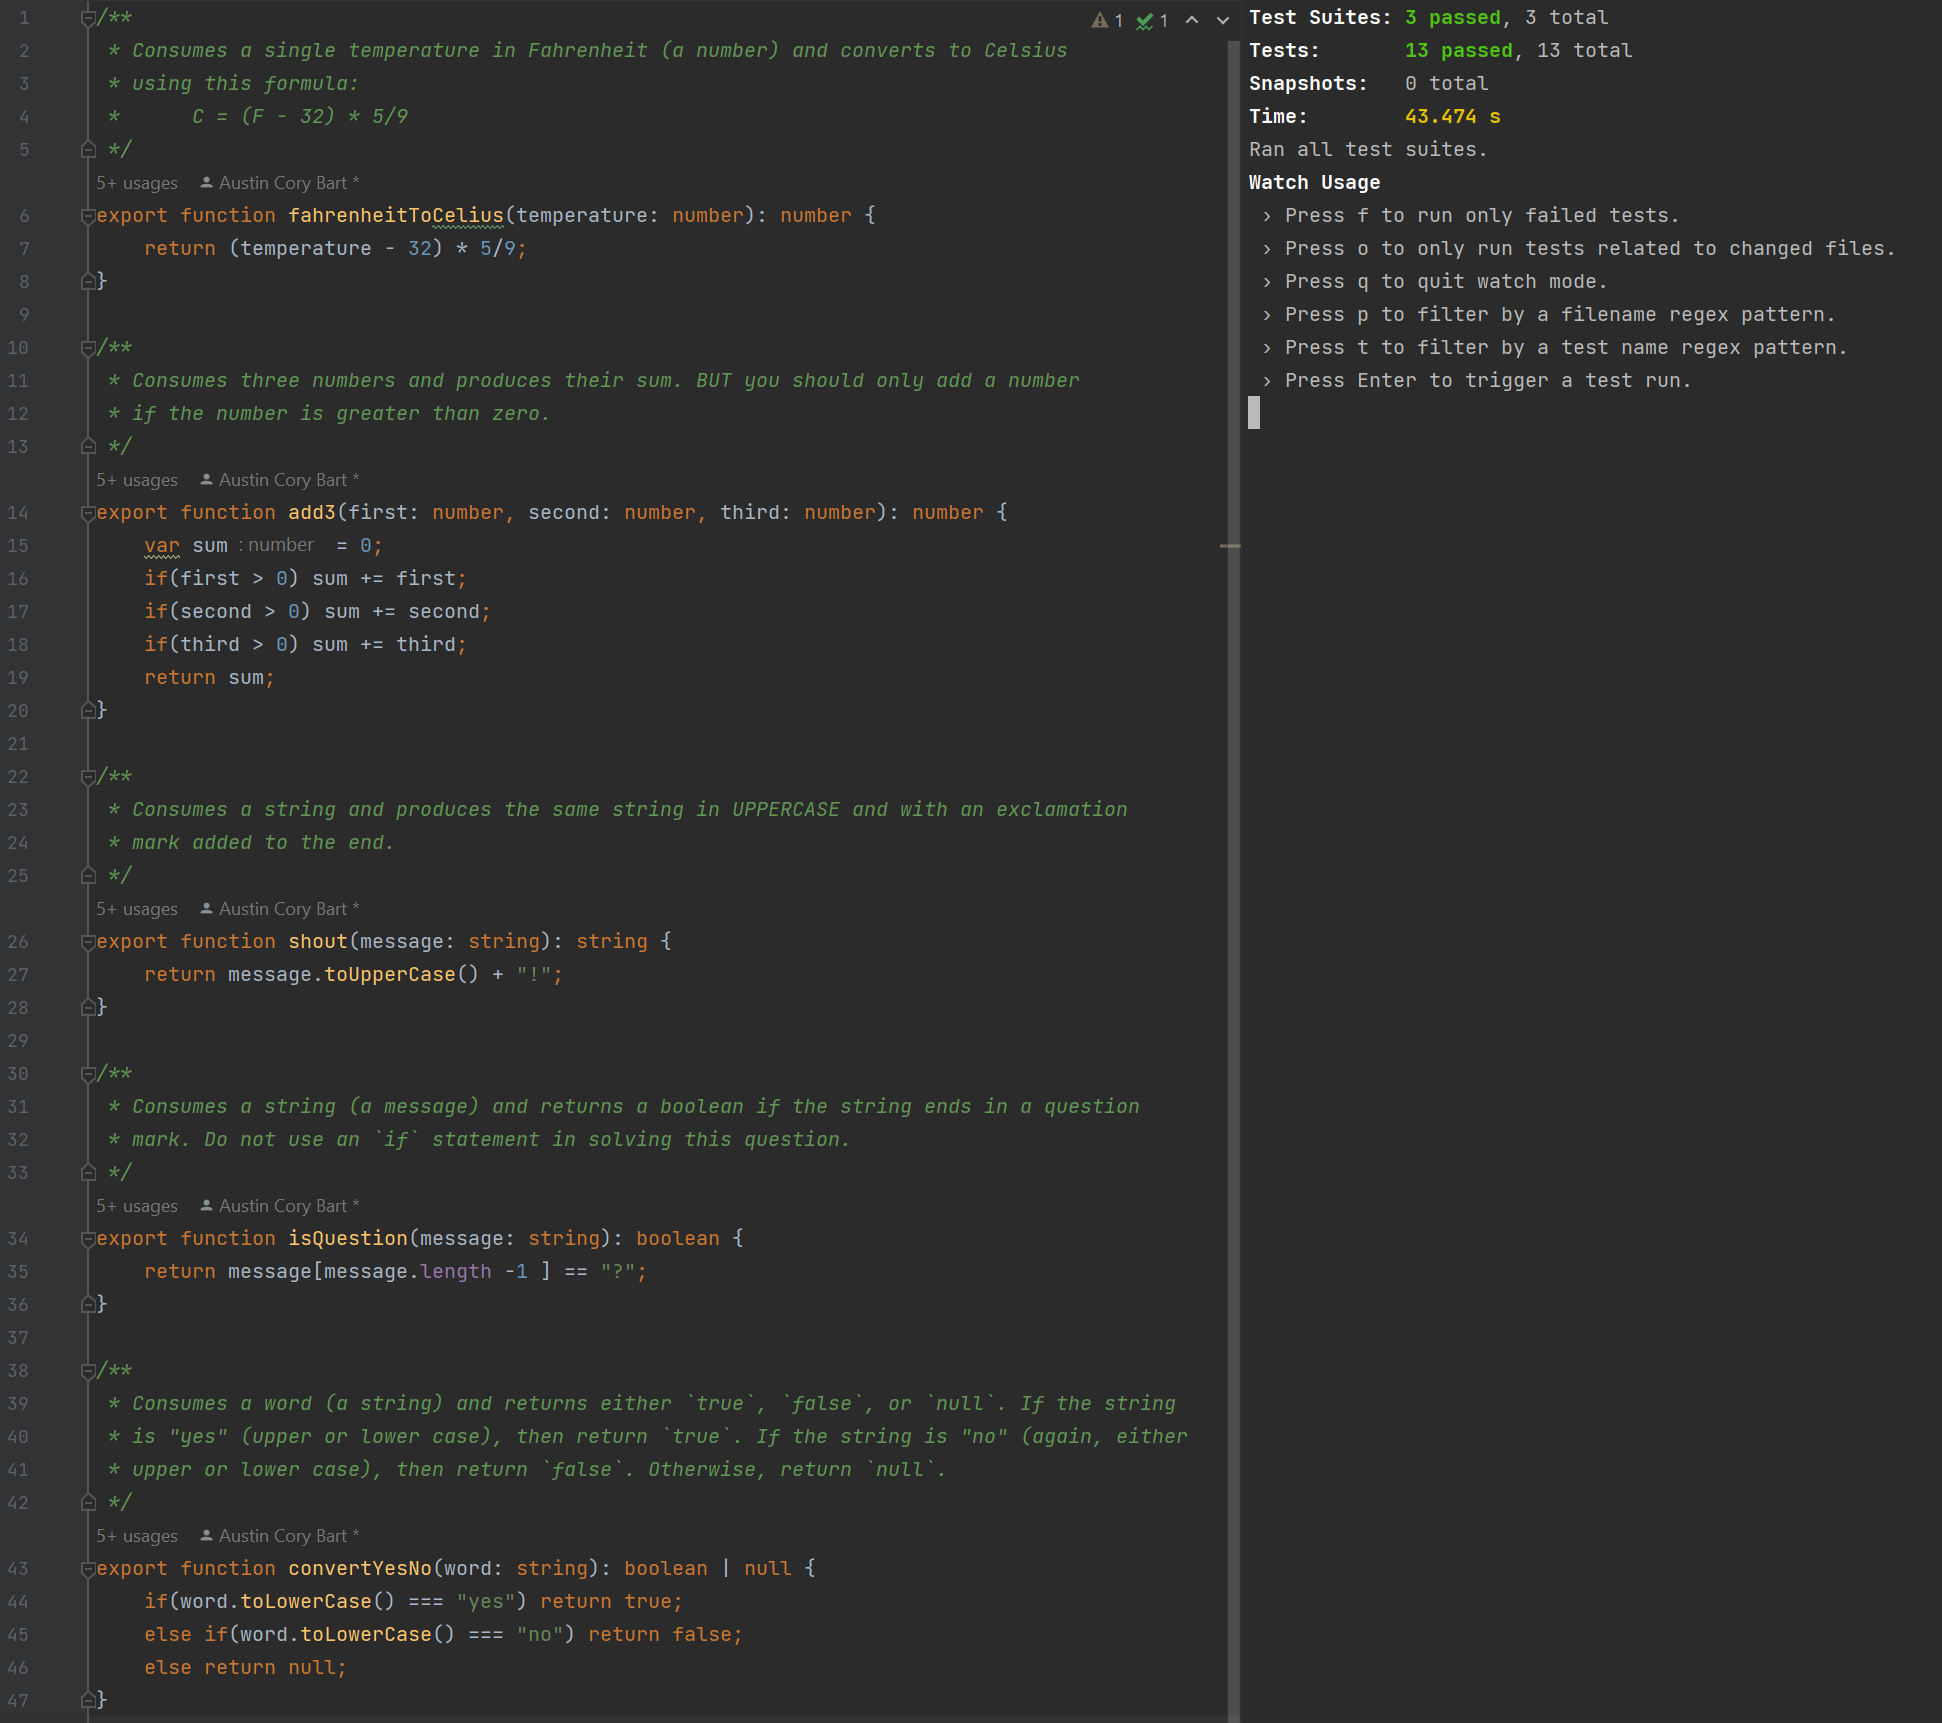 1 /**
2  * Consumes a single temperature in Fahrenheit (a number) and converts to Celsius
3  * using this formula:
4  *      C = (F - 32) * 5/9
5  */
5+ usages   Austin Cory Bart *
6 export function fahrenheitToCelius(temperature: number): number {
7     return (temperature - 32) * 5/9;
8 }
9
10 /**
11  * Consumes three numbers and produces their sum. BUT you should only add a number
12  * if the number is greater than zero.
13  */
5+ usages   Austin Cory Bart *
14 export function add3(first: number, second: number, third: number): number {
15     var sum : number  = 0;
16     if(first > 0) sum += first;
17     if(second > 0) sum += second;
18     if(third > 0) sum += third;
19     return sum;
20 }
21
22 /**
23  * Consumes a string and produces the same string in UPPERCASE and with an exclamation
24  * mark added to the end.
25  */
5+ usages   Austin Cory Bart *
26 export function shout(message: string): string {
27     return message.toUpperCase() + "!";
28 }
29
30 /**
31  * Consumes a string (a message) and returns a boolean if the string ends in a question
32  * mark. Do not use an `if` statement in solving this question.
33  */
5+ usages   Austin Cory Bart *
34 export function isQuestion(message: string): boolean {
35     return message[message.length -1 ] == "?";
36 }
37
38 /**
39  * Consumes a word (a string) and returns either `true`, `false`, or `null`. If the string
40  * is "yes" (upper or lower case), then return `true`. If the string is "no" (again, either
41  * upper or lower case), then return `false`. Otherwise, return `null`.
42  */
5+ usages   Austin Cory Bart *
43 export function convertYesNo(word: string): boolean | null {
44     if(word.toLowerCase() === "yes") return true;
45     else if(word.toLowerCase() === "no") return false;
46     else return null;
47 }
1 1
Test Suites: 3 passed, 3 total
Tests:       13 passed, 13 total
Snapshots:   0 total
Time:        43.474 s
Ran all test suites.
Watch Usage
 › Press f to run only failed tests.
 › Press o to only run tests related to changed files.
 › Press q to quit watch mode.
 › Press p to filter by a filename regex pattern.
 › Press t to filter by a test name regex pattern.
 › Press Enter to trigger a test run.